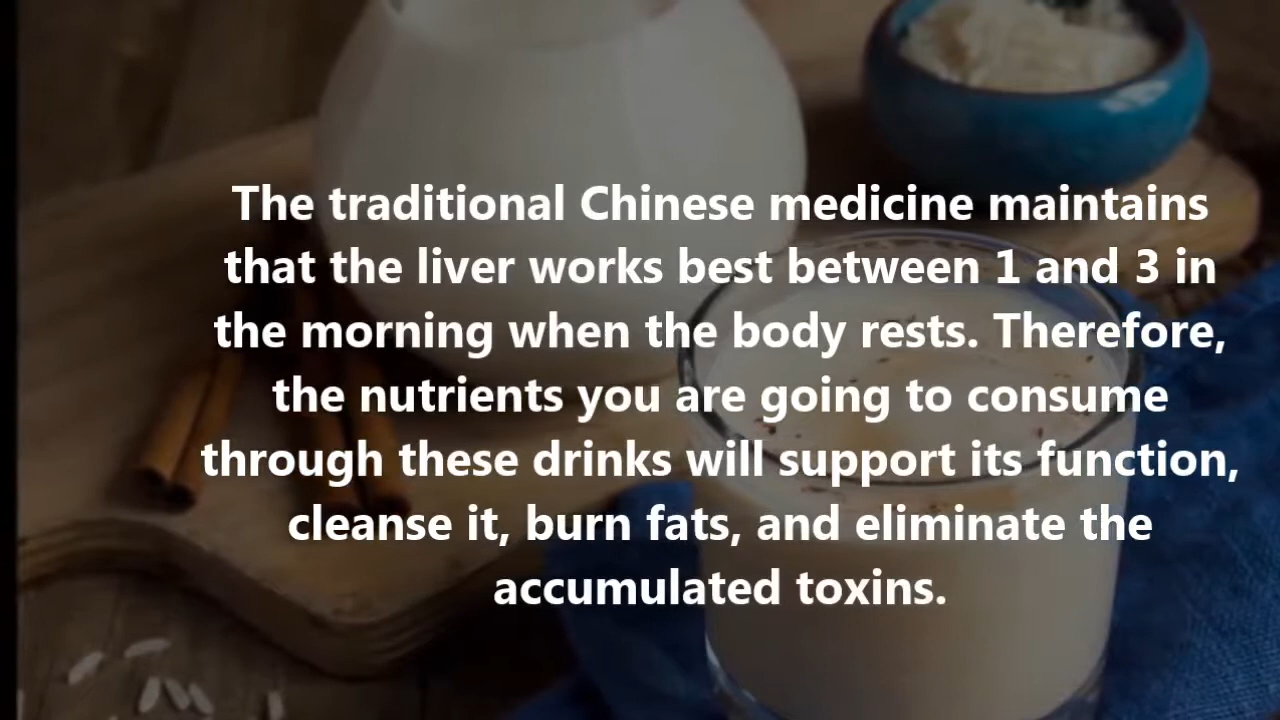 The traditional Chinese medicine maintains
that the liver works best between 1 and 3 in
the morning when the body rests. Therefore,
the nutrients you are going to consume
through these drinks will support its function,
cleanse it, burn fats, and eliminate the
accumulated toxins.